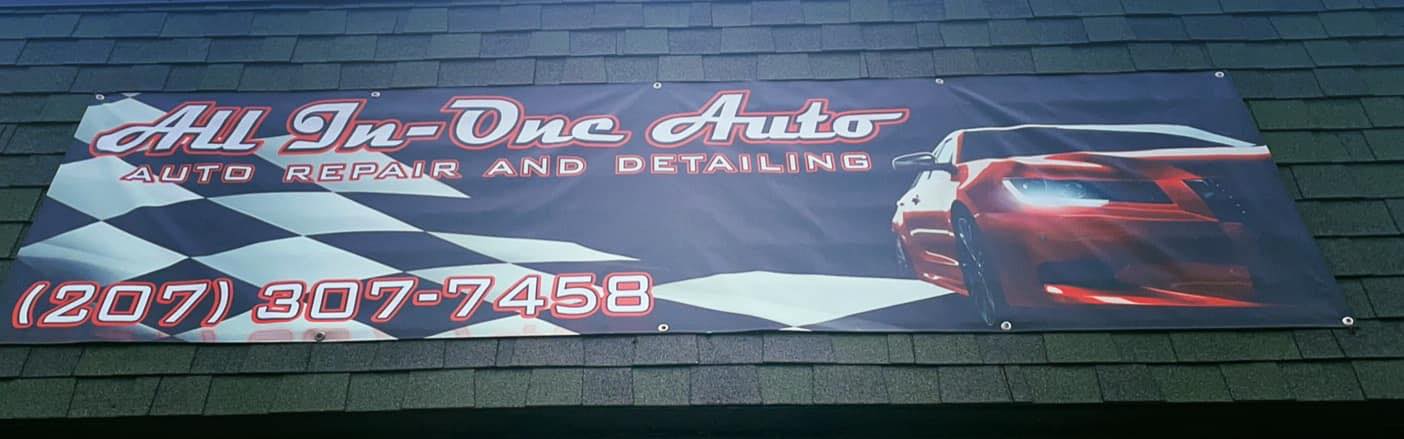 All In-One Auto
AUTO REPAIR AND DETAILING
(207) 307-7458